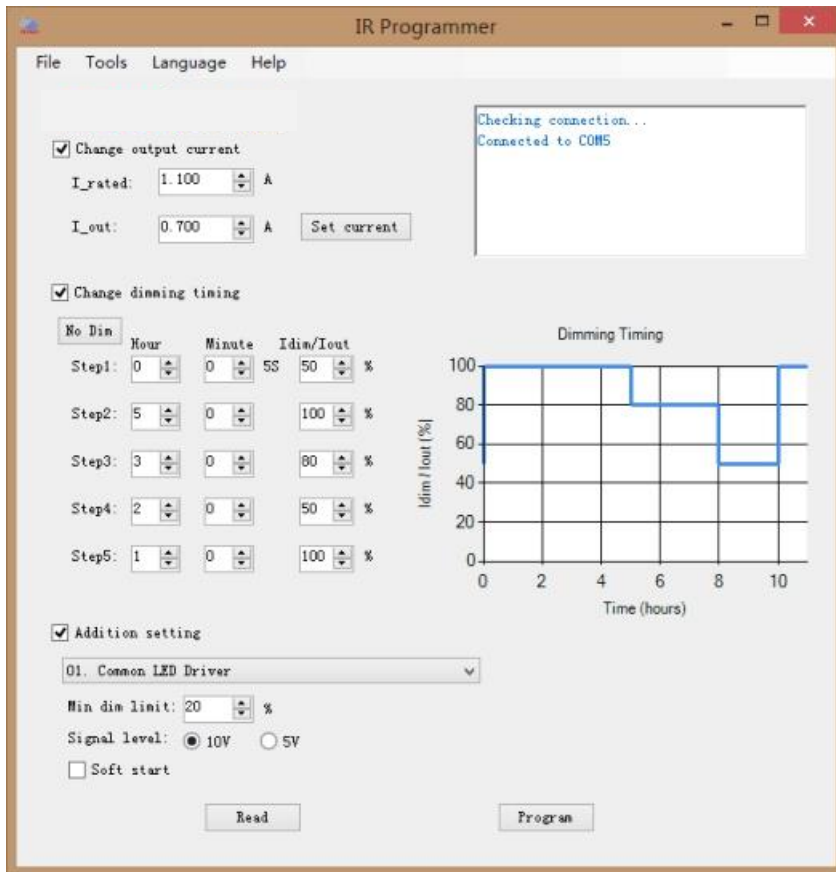 IR Programmer
File Tools Language Help
Checking connection...
Connected to COM5
Change output current
I_rated: 1.100 A
I_out: 0.700 A Set current
Change dimming timing
No Dim
Hour Minute Idim/Iout
Step1: 0 0 5S 50 %
Step2: 5 0 100 %
Step3: 3 0 80 %
Step4: 2 0 50 %
Step5: 1 0 100 %
Dimming Timing
Idim / Iout (%)
100
80
60
40
20
0
0 2 4 6 8 10
Time (hours)
Addition setting
01. Common LED Driver
Min dim limit: 20 %
Signal level: 10V 5V
Soft start
Read Program